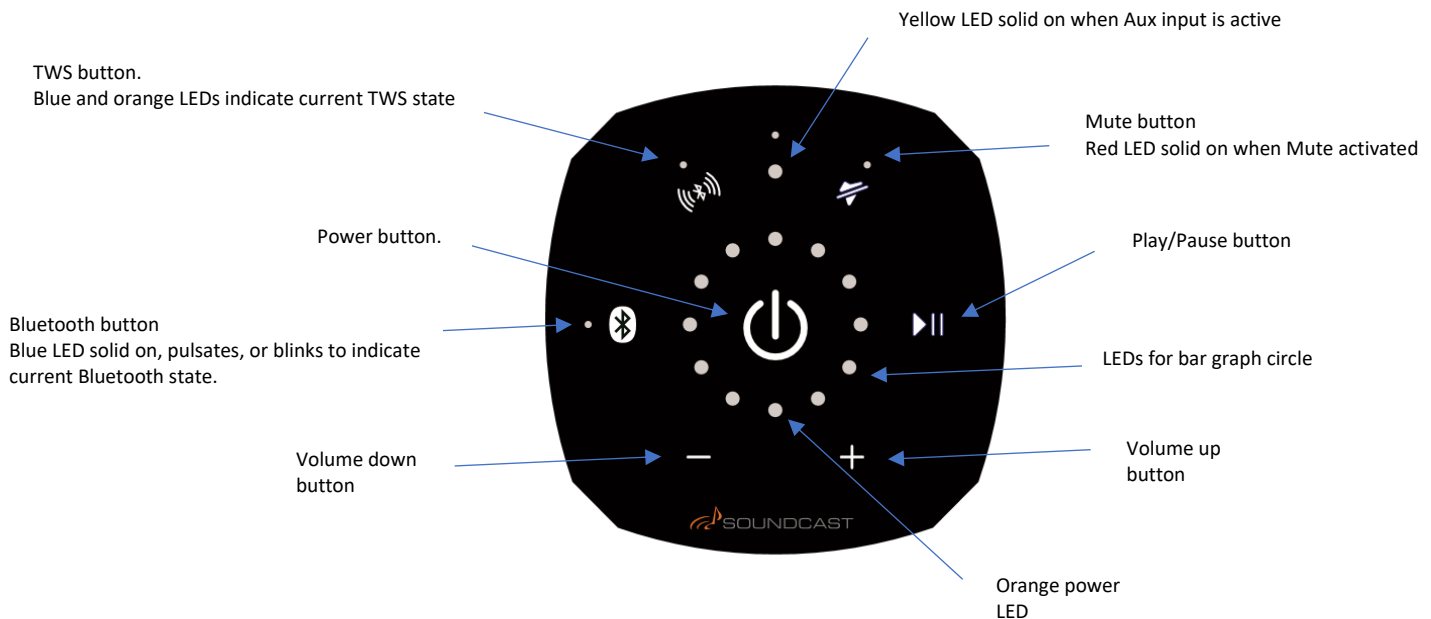 Yellow LED solid on when Aux input is active
TWS button.
Blue and orange LEDs indicate current TWS state
Mute button
Red LED solid on when Mute activated
Power button.
Play/Pause button
Bluetooth button
Blue LED solid on, pulsates, or blinks to indicate
current Bluetooth state.
LEDs for bar graph circle
Volume down
button
Volume up
button
SOUNDCAST
Orange power
LED